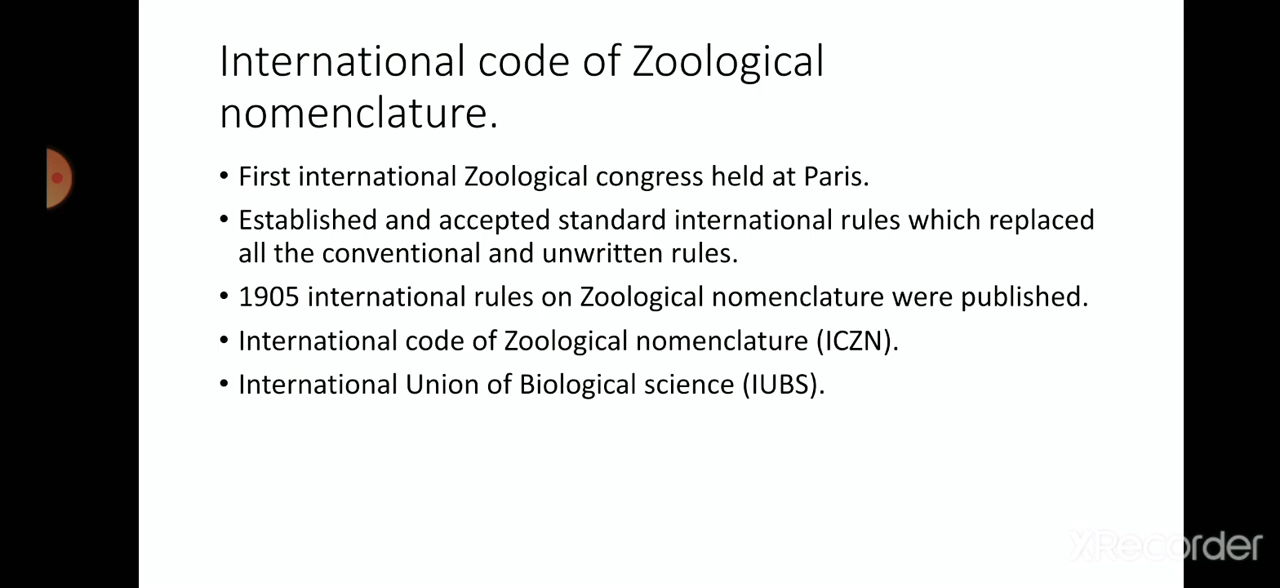 International code of Zoological
nomenclature.
• First international Zoological congress held at Paris.
• Established and accepted standard international rules which replaced
all the conventional and unwritten rules.
• 1905 international rules on Zoological nomenclature were published.
• International code of Zoological nomenclature (ICZN).
• International Union of Biological science (IUBS).
XRecorder